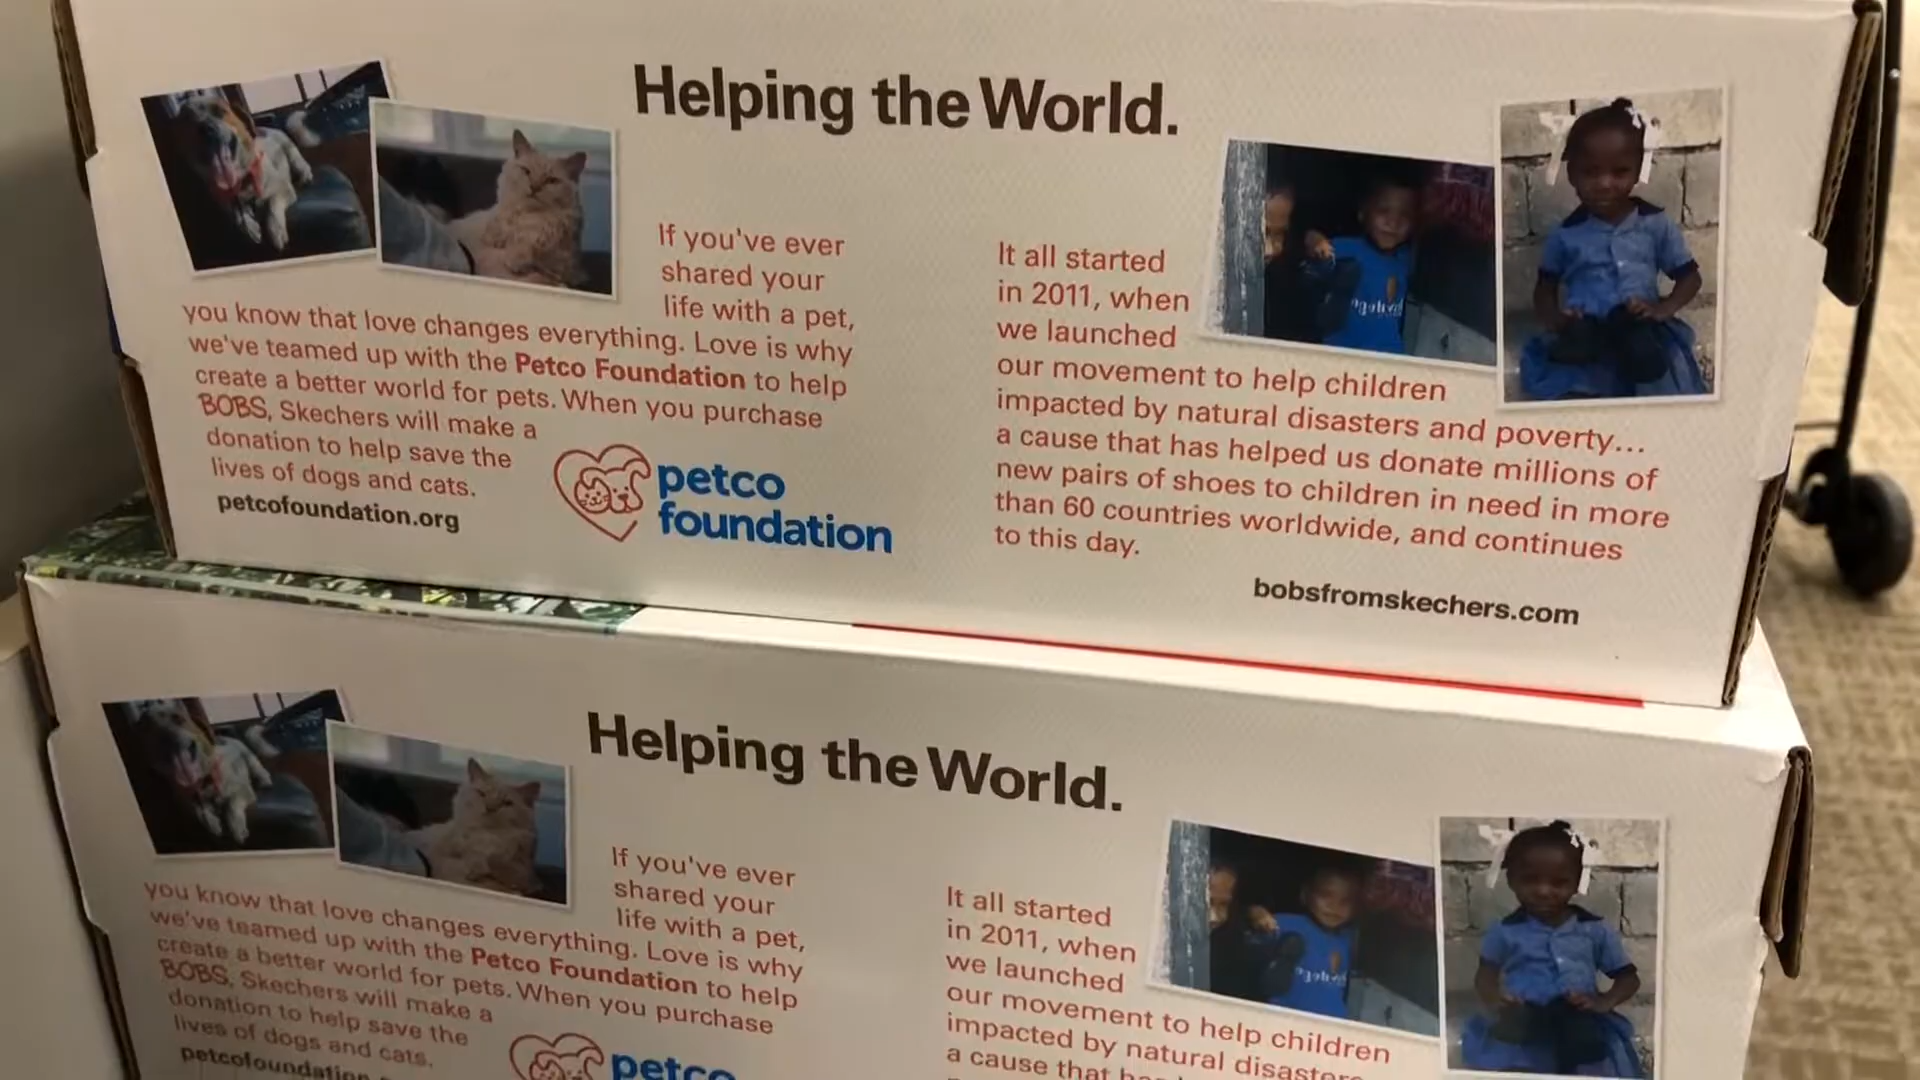 Helping the World.
If you've ever
shared your
life with a pet,
you know that love changes everything. Love is why
we've teamed up with the Petco Foundation to help
create a better world for pets. When you purchase
BOBS, Skechers will make a
donation to help save the
lives of dogs and cats.
petcofoundation.org
petco
foundation
It all started
in 2011, when
we launched
our movement to help children
impacted by natural disasters and poverty...
a cause that has helped us donate millions of
new pairs of shoes to children in need in more
than 60 countries worldwide, and continues
to this day.
bobsfromskechers.com
Helping the World.
If you've ever
shared your
life with a pet,
you know that love changes everything. Love is why
we've teamed up with the Petco Foundation to help
create a better world for pets. When you purchase
BOBS, Skechers will make a
donation to help save the
lives of dogs and cats.
petcofoundation
petco
It all started
in 2011, when
we launched
our movement to help children
impacted by natural disasters
a cause that